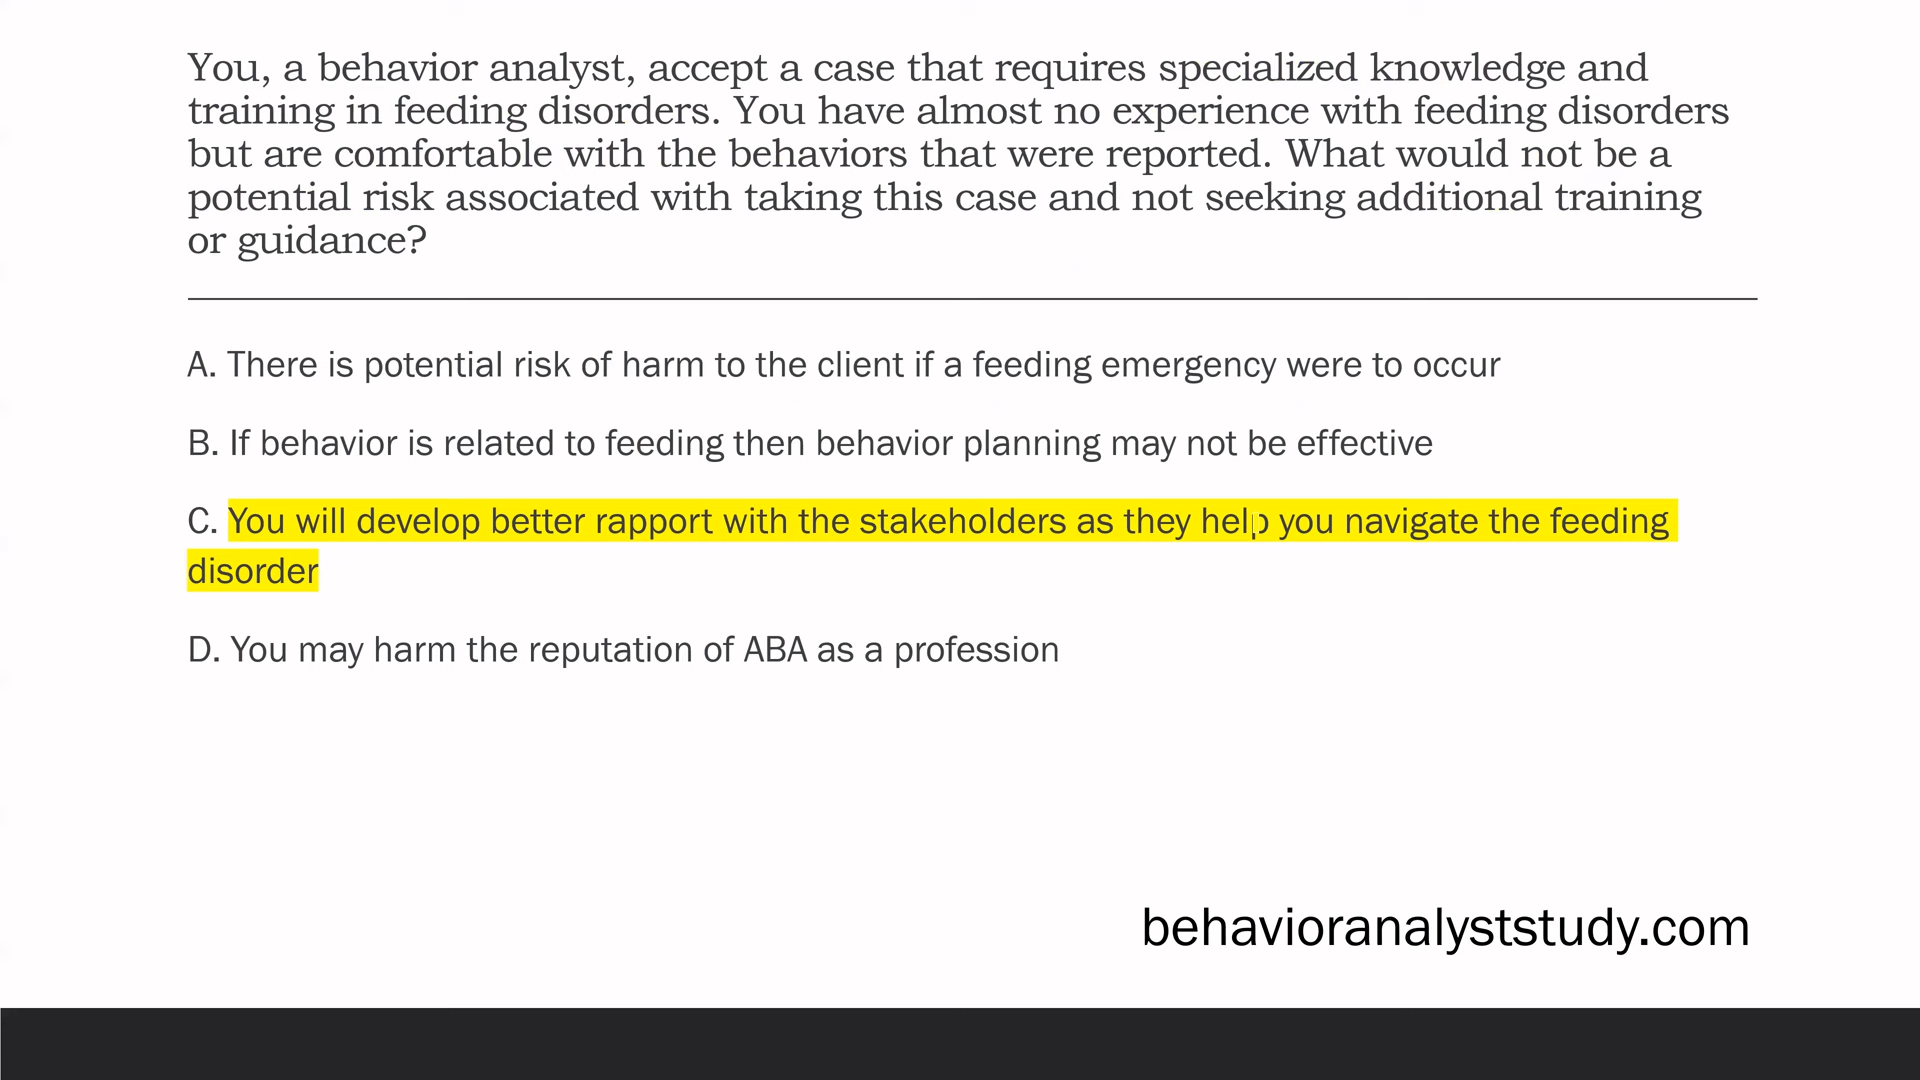 You, a behavior analyst, accept a case that requires specialized knowledge and
training in feeding disorders. You have almost no experience with feeding disorders
but are comfortable with the behaviors that were reported. What would not be a
potential risk associated with taking this case and not seeking additional training
or guidance?
A. There is potential risk of harm to the client if a feeding emergency were to occur
B. If behavior is related to feeding then behavior planning may not be effective
C. You will develop better rapport with the stakeholders as they help you navigate the feeding
disorder
D. You may harm the reputation of ABA as a profession
behavioranalyststudy.com